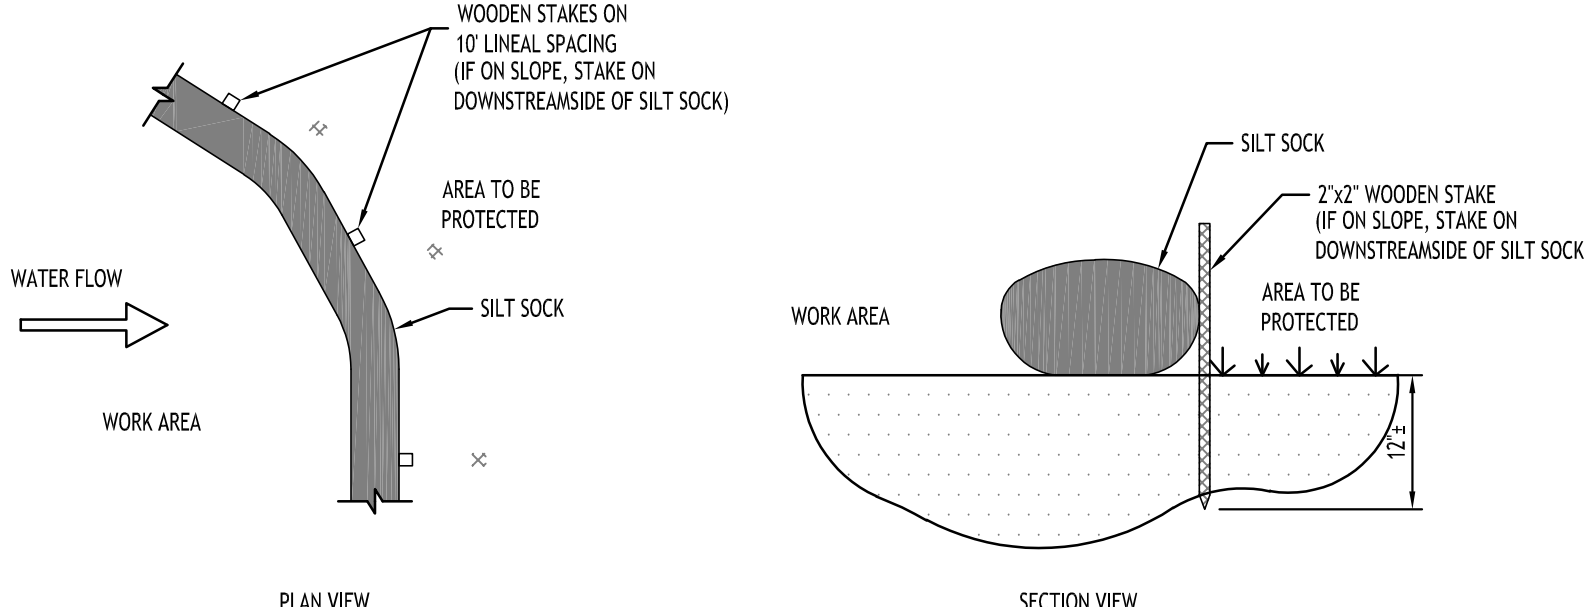 WOODEN STAKES ON
10' LINEAL SPACING
(IF ON SLOPE, STAKE ON
DOWNSTREAMSIDE OF SILT SOCK)
AREA TO BE
PROTECTED
WATER FLOW
SILT SOCK
WORK AREA
PLAN VIEW
SILT SOCK
2"x2" WOODEN STAKE
(IF ON SLOPE, STAKE ON
DOWNSTREAMSIDE OF SILT SOCK
AREA TO BE
PROTECTED
WORK AREA
12"±
SECTION VIEW